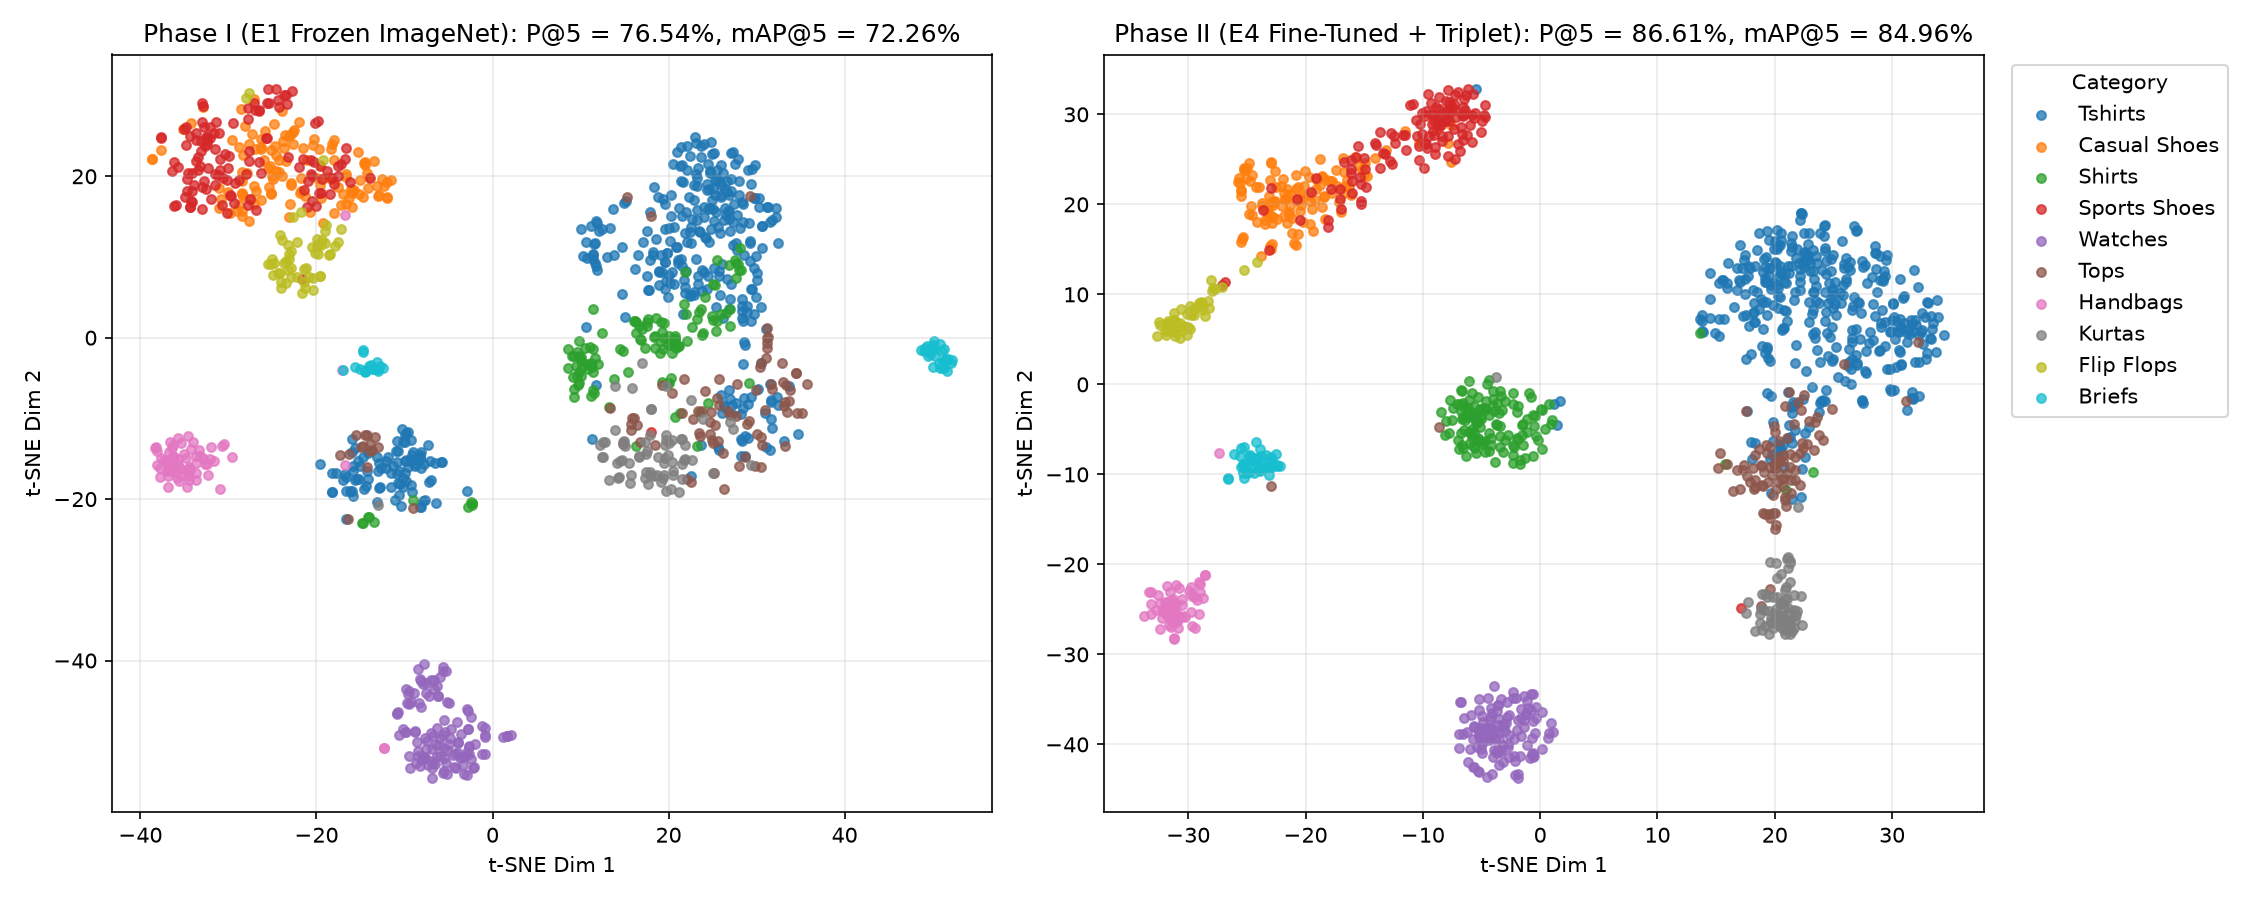 Phase I (E1 Frozen ImageNet): P@5 = 76.54%, mAP@5 = 72.26%
20
0
−20
−40
t-SNE Dim 2
−40 −20 0 20 40
t-SNE Dim 1
Phase II (E4 Fine-Tuned + Triplet): P@5 = 86.61%, mAP@5 = 84.96%
30
20
10
0
−10
−20
−30
−40
t-SNE Dim 2
−30 −20 −10 0 10 20 30
t-SNE Dim 1
Category
Tshirts
Casual Shoes
Shirts
Sports Shoes
Watches
Tops
Handbags
Kurtas
Flip Flops
Briefs